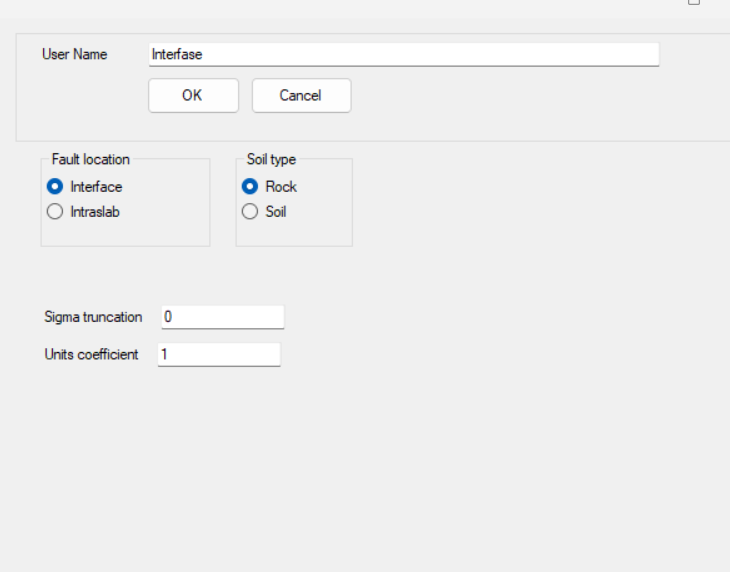 User Name Interfase
OK Cancel
Fault location Soil type
Interface Rock
Intraslab Soil
Sigma truncation 0
Units coefficient 1